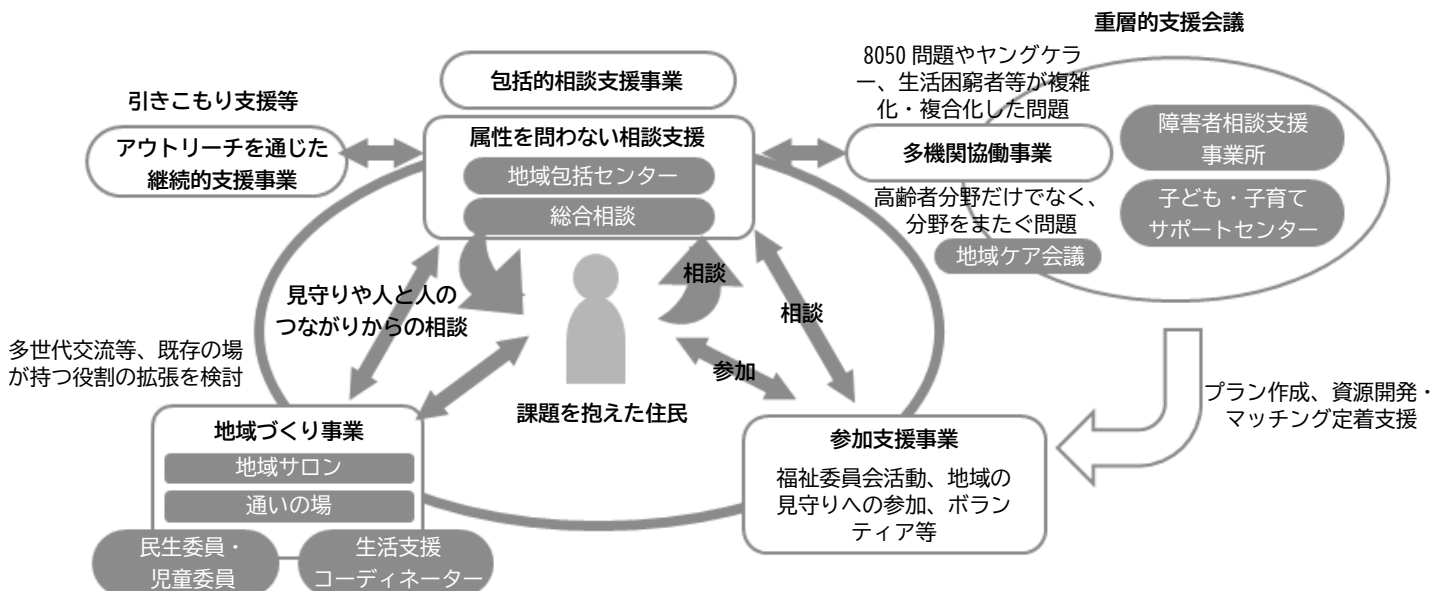 重層的支援会議
包括的相談支援事業
8050 問題やヤングケラ
ー、生活困窮者等が複雑
化・複合化した問題
引きこもり支援等
アウトリーチを通じた
継続的支援事業
属性を問わない相談支援
地域包括センター
総合相談
多機関協働事業
障害者相談支援
事業所
高齢者分野だけでなく、
分野をまたぐ問題
地域ケア会議
子ども・子育て
サポートセンター
見守りや人と人の
つながりからの相談
相談
相談
参加
多世代交流等、既存の場
が持つ役割の拡張を検討
課題を抱えた住民
プラン作成、資源開発・
マッチング定着支援
地域づくり事業
地域サロン
通いの場
民生委員・
児童委員
生活支援
コーディネーター
参加支援事業
福祉委員会活動、地域の
見守りへの参加、ボラン
ティア等